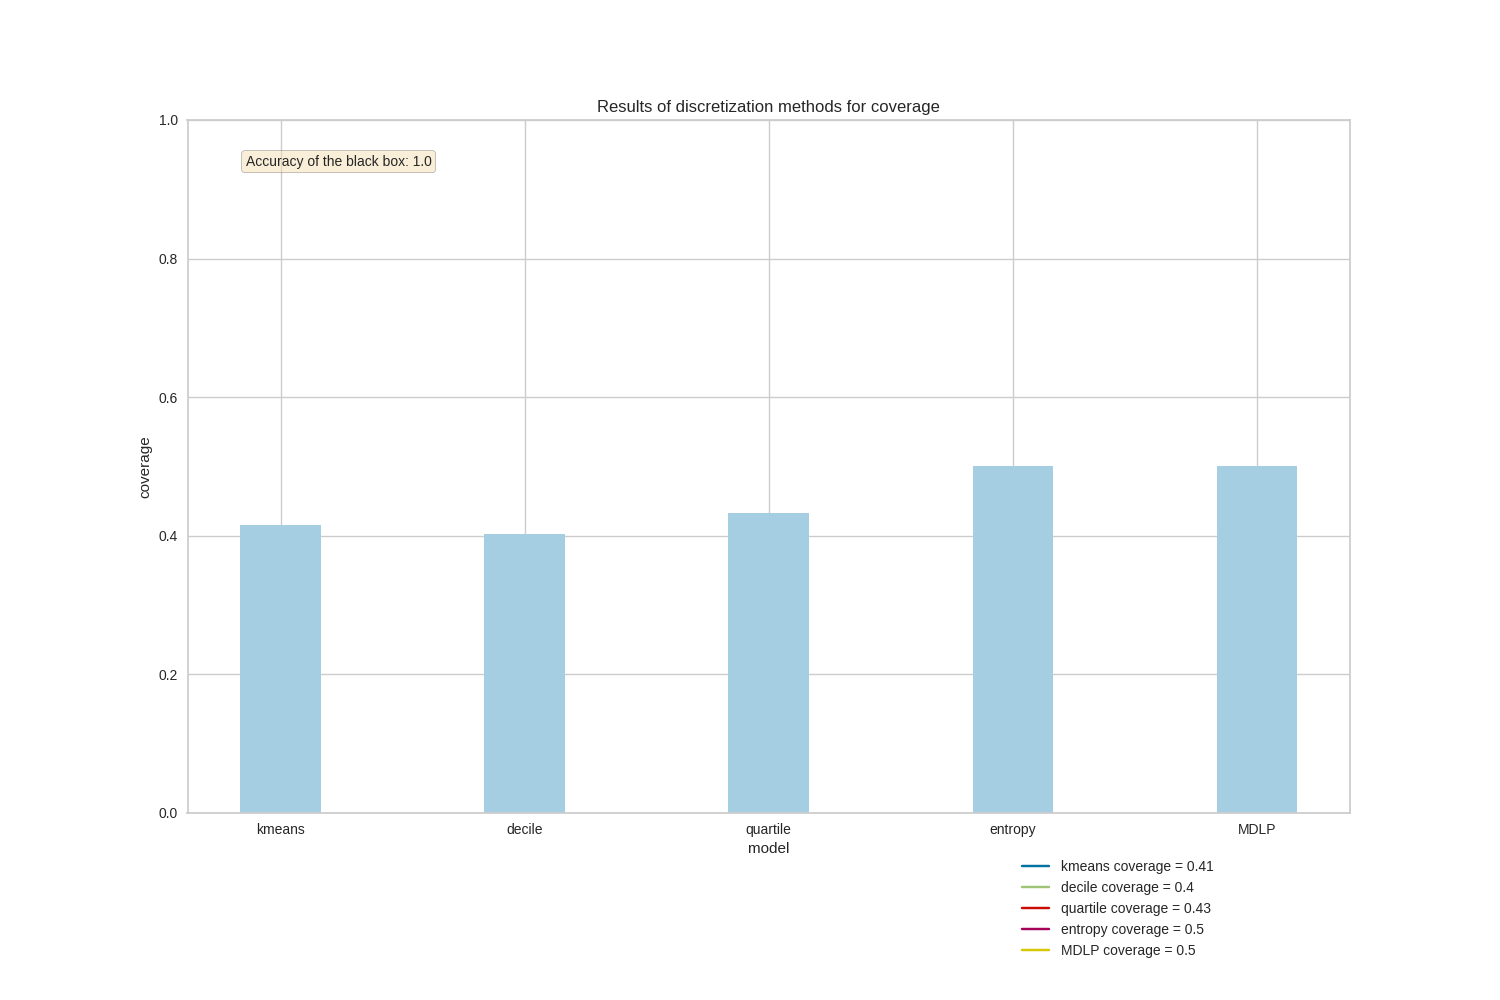 Results of discretization methods for coverage
1.0
Accuracy of the black box: 1.0
0.8
0.6
coverage
0.4
0.2
0.0
kmeans decile quartile entropy MDLP
model
kmeans coverage = 0.41
decile coverage = 0.4
quartile coverage = 0.43
entropy coverage = 0.5
MDLP coverage = 0.5